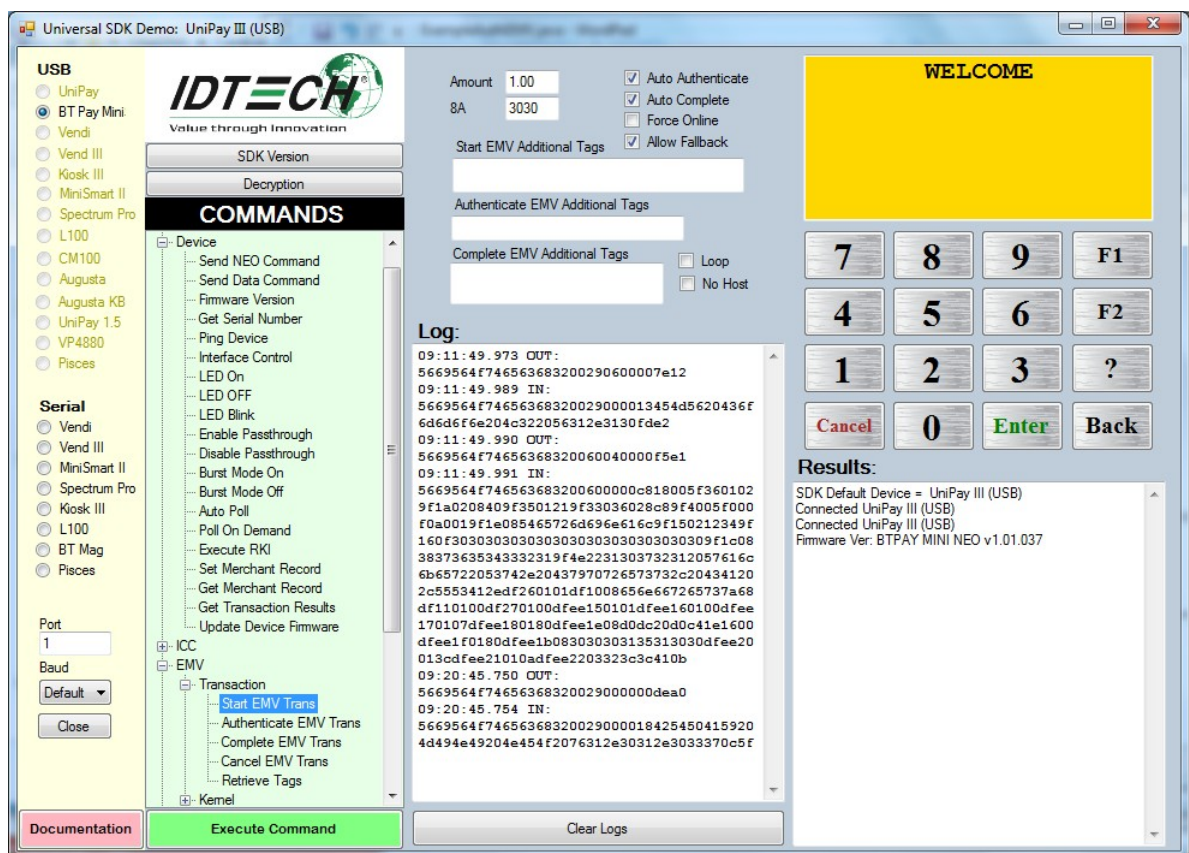 Universal SDK Demo: UniPay III (USB)
USB
UniPay
BT Pay Mini
Vendi
Vend III
Kiosk III
MiniSmart II
Spectrum Pro
L100
CM100
Augusta
Augusta KB
UniPay 1.5
VP4880
Pisces
Serial
Vendi
Vend III
MiniSmart II
Spectrum Pro
Kiosk III
L100
BT Mag
Pisces
Port
1
Baud
Default
Close
Documentation
IDTECH®
Value through Innovation
SDK Version
Decryption
COMMANDS
Device
Send NEO Command
Send Data Command
Firmware Version
Get Serial Number
Ping Device
Interface Control
LED On
LED OFF
LED Blink
Enable Passthrough
Disable Passthrough
Burst Mode On
Burst Mode Off
Auto Poll
Poll On Demand
Execute RKI
Set Merchant Record
Get Merchant Record
Get Transaction Results
Update Device Firmware
ICC
EMV
Transaction
Start EMV Trans
Authenticate EMV Trans
Complete EMV Trans
Cancel EMV Trans
Retrieve Tags
Kernel
Execute Command
Amount 1.00
8A 3030
Auto Authenticate
Auto Complete
Force Online
Allow Fallback
Start EMV Additional Tags
Authenticate EMV Additional Tags
Complete EMV Additional Tags
Loop
No Host
Log:
09:11:49.973 OUT:
5669564f746563683200290600007e12
09:11:49.989 IN:
5669564f74656368320029000013454d5620436f
6d6d6f6e204c322056312e3130fde2
09:11:49.990 OUT:
5669564f746563683200060040000f5e1
09:11:49.991 IN:
5669564f746563683200600000c818005f360102
9f1a0208409f3501219f33036028c89f4005f000
f0a0019f1e085465726d696e616c9f150212349f
160f3030303030303030303030303030309f1c08
38373635343332319f4e2231303732312057616c
6b65722053742e20437970726573732c20434120
2c5553412edf260101df1008656e667265737a68
df110100df270100dfee150101dfee160100dfee
170107dfee180180dfee1e08d0dc20d0c41e1600
dfee1f0180dfee1b083030303135313030dfee20
013cdfee21010adfee2203323c3c410b
09:20:45.750 OUT:
5669564f74656368320029000000dea0
09:20:45.754 IN:
5669564f74656368320029000018425450415920
4d494e49204e454f2076312e30312e3033370c5f
Clear Logs
WELCOME
7 8 9 F1
4 5 6 F2
1 2 3 ?
Cancel 0 Enter Back
Results:
SDK Default Device = UniPay III (USB)
Connected UniPay III (USB)
Connected UniPay III (USB)
Firmware Ver: BTPAY MINI NEO v1.01.037